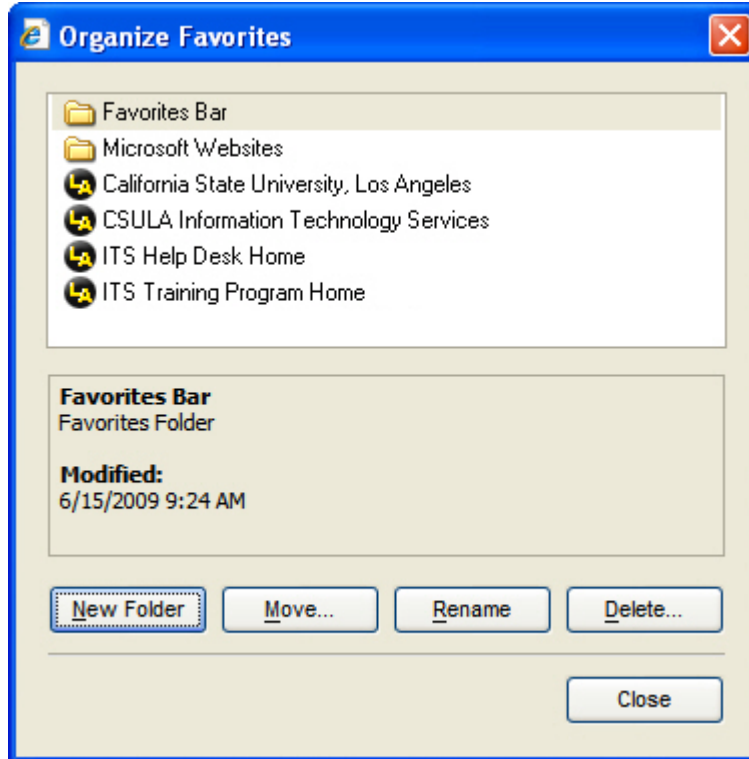 Organize Favorites
Favorites Bar
Microsoft Websites
California State University, Los Angeles
CSULA Information Technology Services
ITS Help Desk Home
ITS Training Program Home
Favorites Bar
Favorites Folder
Modified:
6/15/2009 9:24 AM
New Folder Move... Rename Delete...
Close